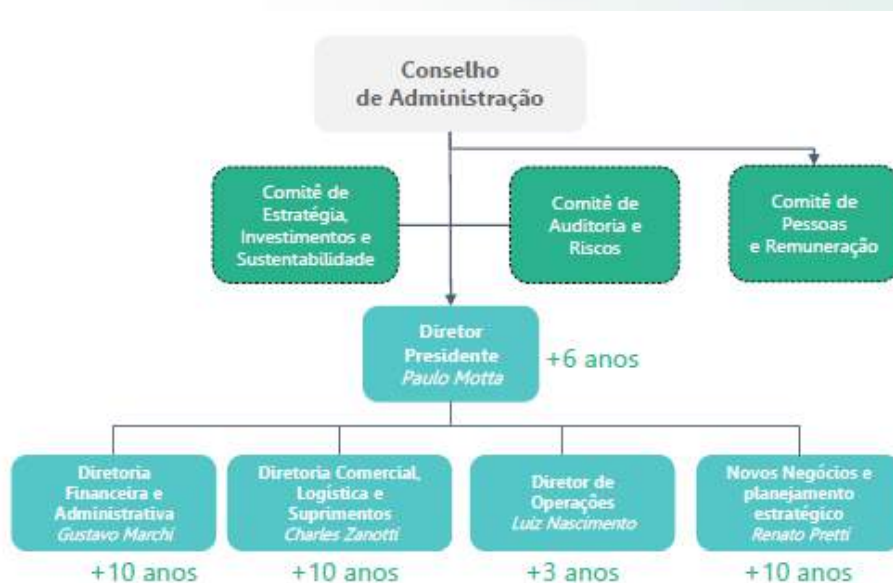 Conselho
de Administração
Comitê de
Estratégia,
Investimentos e
Sustentabilidade
Comitê de
Auditoria e
Riscos
Comitê de
Pessoas
e Remuneração
Diretor
Presidente
Paulo Motta
+6 anos
Diretoria
Financeira e
Administrativa
Gustavo Marchi
Diretoria Comercial,
Logística e
Suprimentos
Charles Zanotti
Diretor de
Operações
Luiz Nascimento
Novos Negócios e
planejamento
estratégico
Renato Pretti
+10 anos
+10 anos
+3 anos
+10 anos